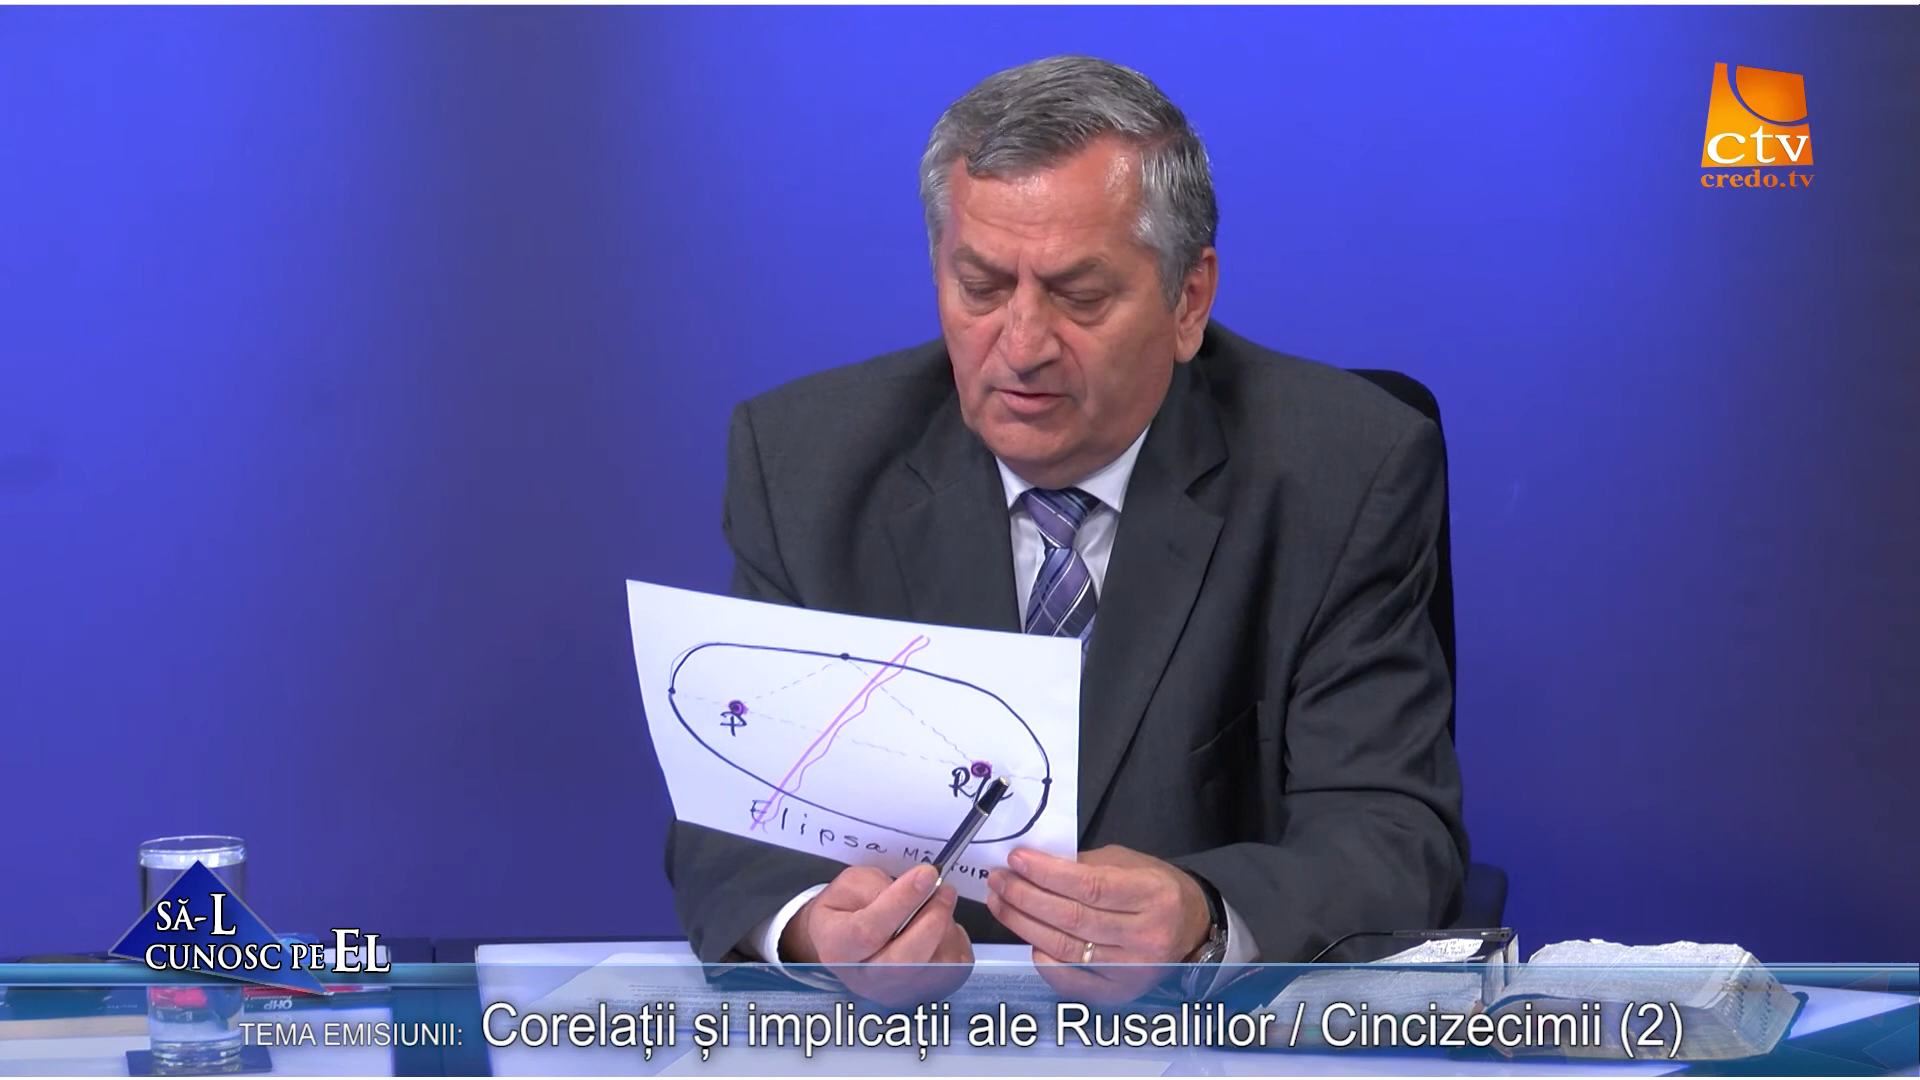 ctv
credo.tv
P
Elipsa
SĂ-L
CUNOSC PE EL
TEMA EMISIUNII: Corelații și implicații ale Rusaliilor / Cincizecimii (2)